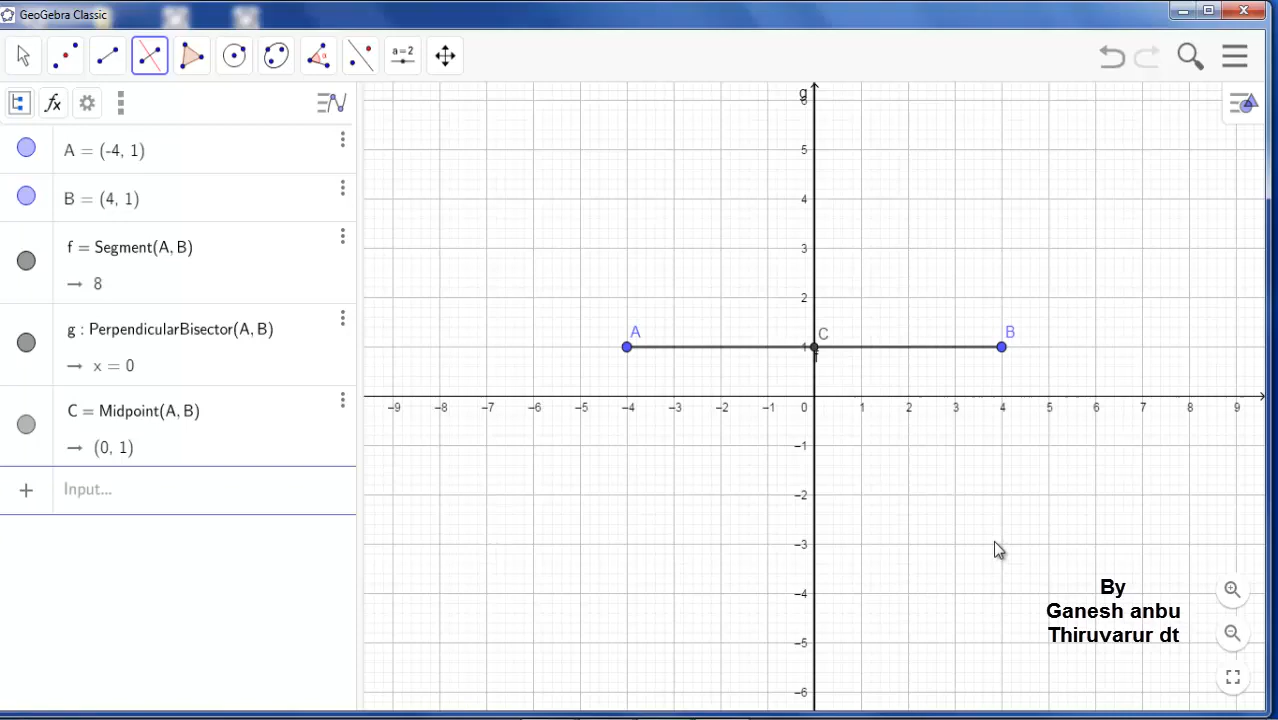 GeoGebra Classic
a=2
fx
A = (-4, 1)
B = (4, 1)
f = Segment(A, B)
→ 8
g : PerpendicularBisector(A, B)
→ x = 0
C = Midpoint(A, B)
→ (0, 1)
+ Input...
g
6
5
4
3
2
A C B
1
f
–9 –8 –7 –6 –5 –4 –3 –2 –1 0 1 2 3 4 5 6 7 8 9
–1
–2
–3
–4
–5
–6
By
Ganesh anbu
Thiruvarur dt